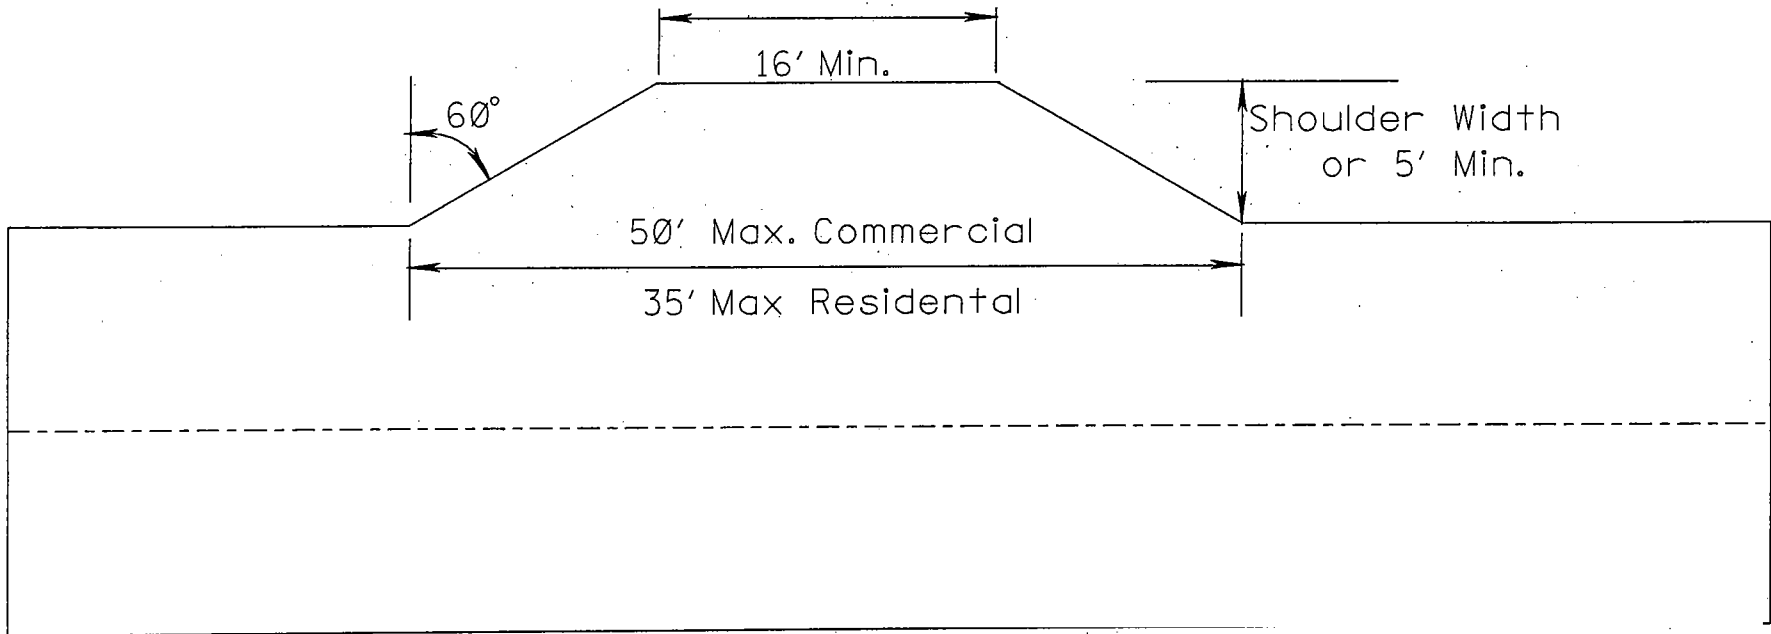 16' Min.
60°
Shoulder Width
or 5' Min.
50' Max. Commercial
35' Max Residental